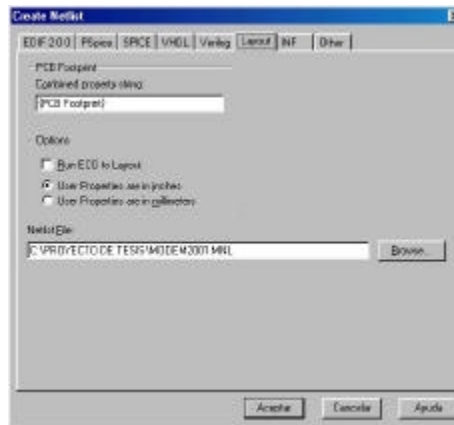 Create Netlist
EDIF 2 0 0 PSpice SPICE VHDL Verilog Layout INF Other
PCB Footprint
Combined property string:
{PCB Footprint}
Options
Run ECO to Layout
User Properties are in inches
User Properties are in millimeters
Netlist File:
C:\PROYECTO DE TESIS\MODEM2001.MNL
Browse...
Aceptar Cancelar Ayuda